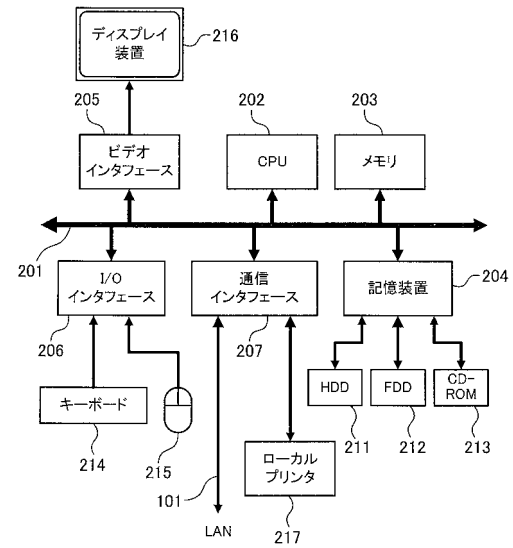 ディスプレイ
装置
216
205
202
203
ビデオ
インタフェース
CPU
メモリ
201
I/O
インタフェース
通信
インタフェース
記憶装置
204
206
207
HDD
FDD
CD-
ROM
キーボード
211
212
213
214
215
ローカル
プリンタ
101
217
LAN